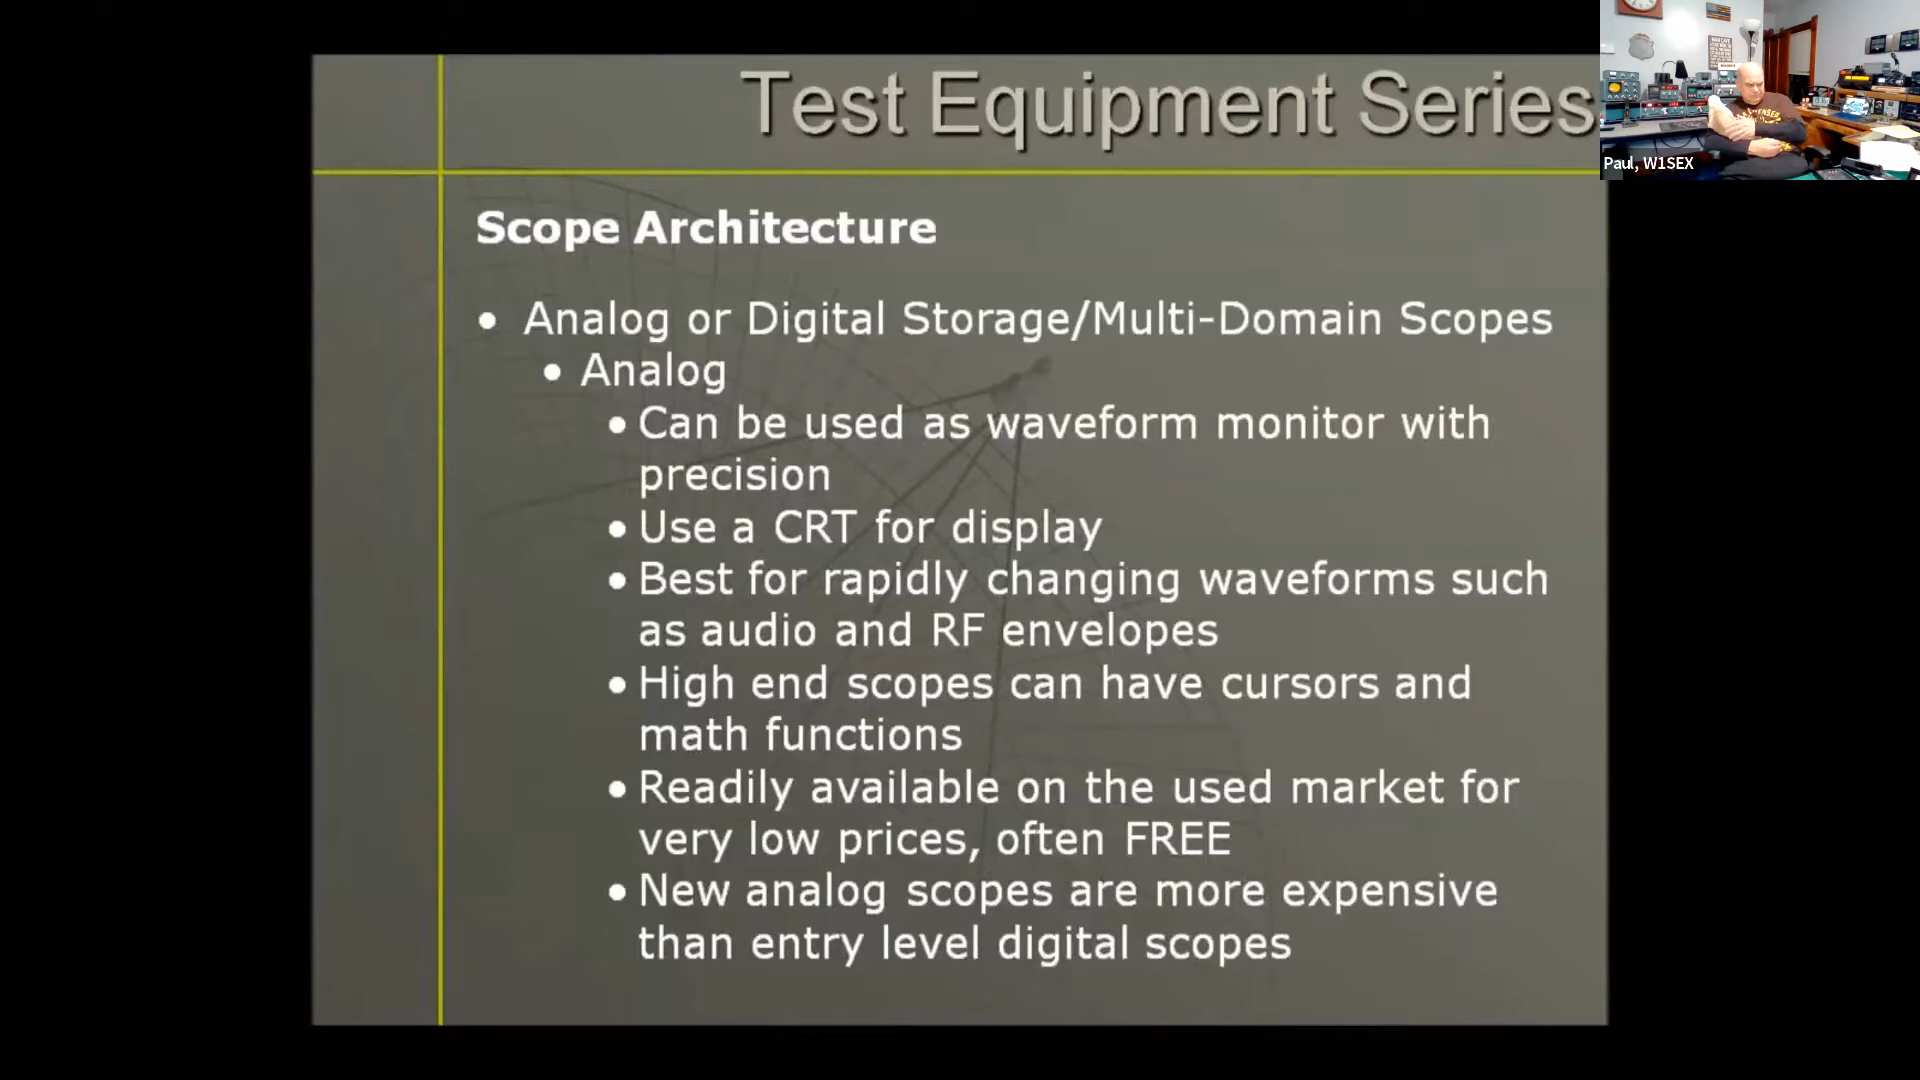 Test Equipment Series
Paul, W1SEX
Scope Architecture
• Analog or Digital Storage/Multi-Domain Scopes
• Analog
• Can be used as waveform monitor with
precision
• Use a CRT for display
• Best for rapidly changing waveforms such
as audio and RF envelopes
• High end scopes can have cursors and
math functions
• Readily available on the used market for
very low prices, often FREE
• New analog scopes are more expensive
than entry level digital scopes